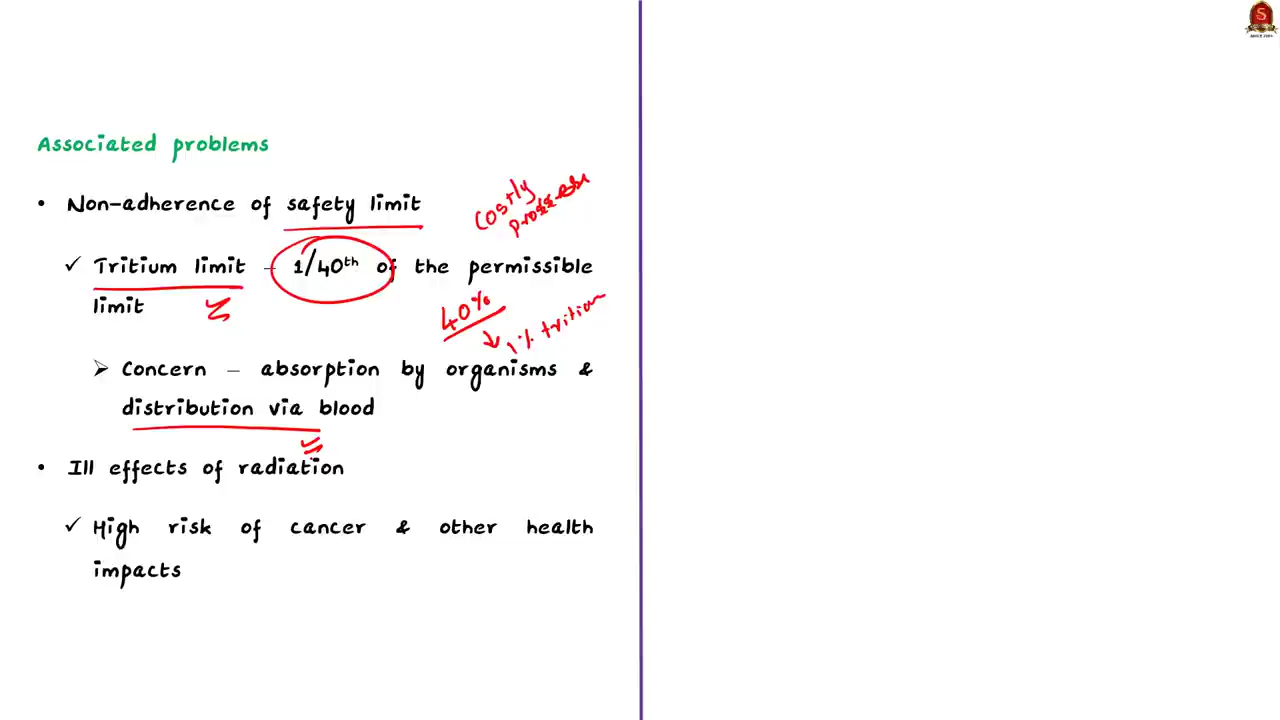 Associated problems
• Non-adherence of safety limit
costly
✓ Tritium limit – 1/40th of the permissible
limit
40%
1% tritium
➢ Concern – absorption by organisms &
distribution via blood
• Ill effects of radiation
✓ High risk of cancer & other health
impacts
S